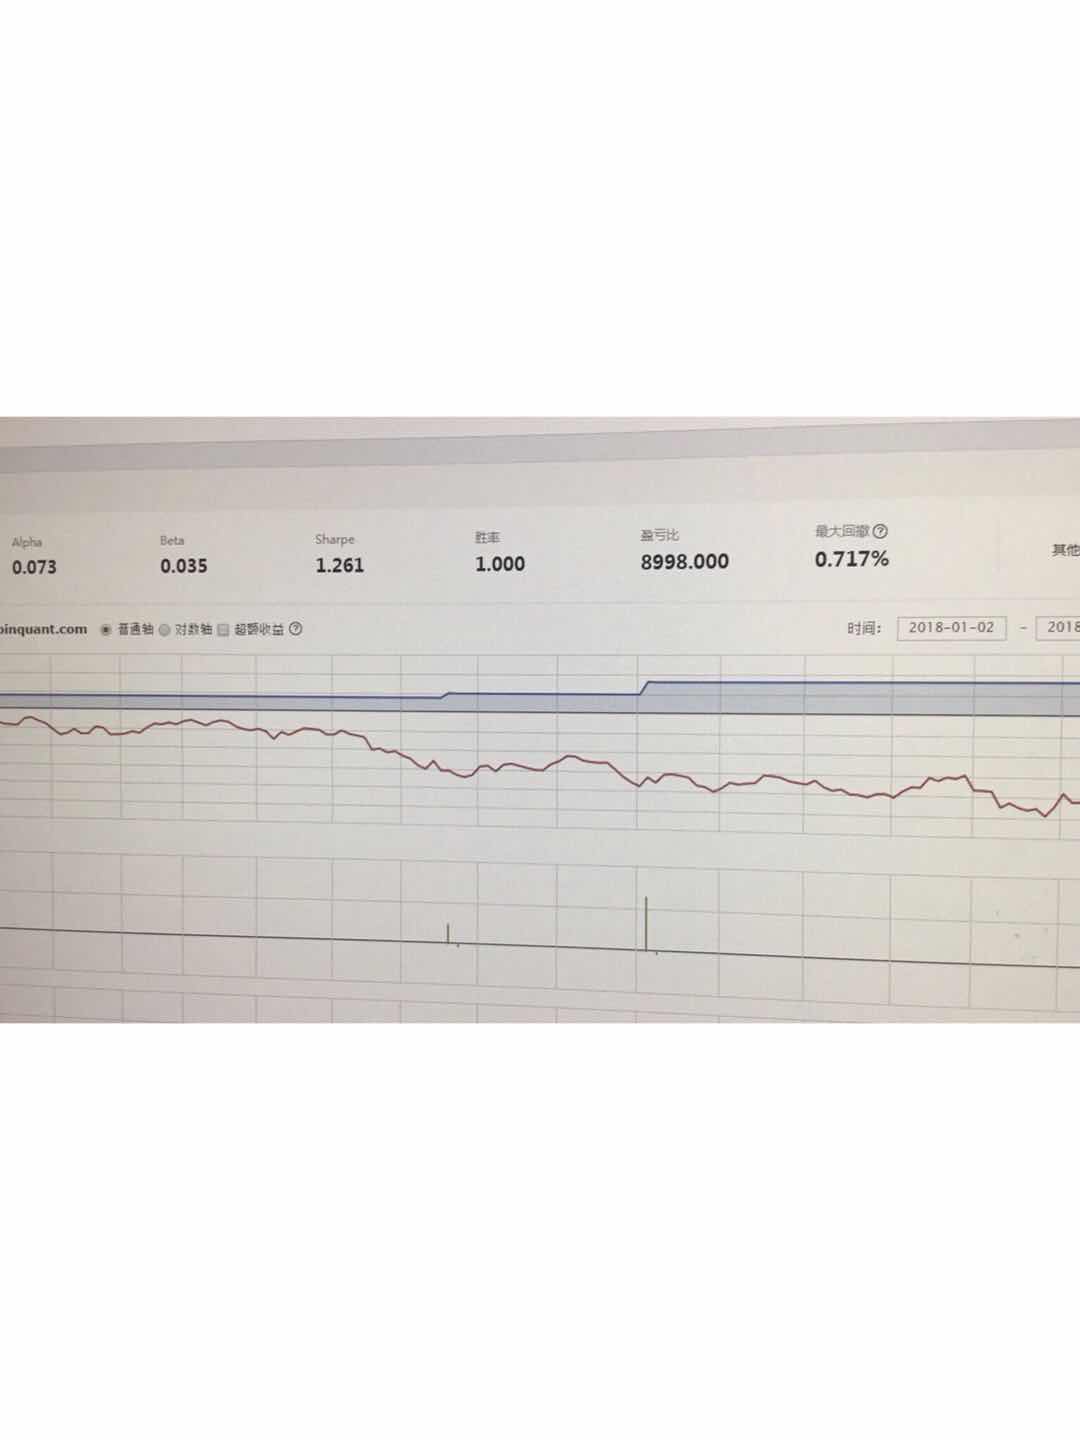 Alpha Beta Sharpe 胜率 盈亏比 最大回撤 ?
0.073 0.035 1.261 1.000 8998.000 0.717%
其他
oinquant.com 普通轴 对数轴 超额收益 ? 时间: 2018-01-02 - 2018